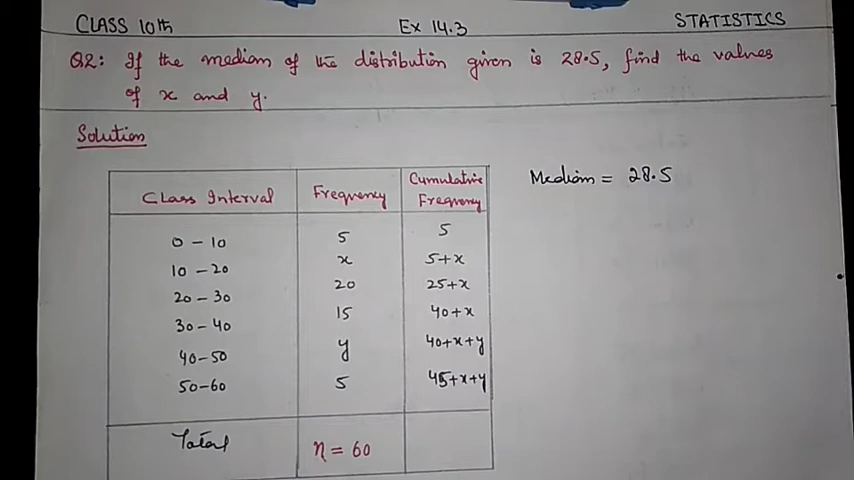 CLASS 10th Ex 14.3 STATISTICS
Q2: If the median of the distribution given is 28.5, find the values
of x and y.
Solution
Class Interval Frequency Cumulative Frequency
Median = 28.5
0 - 10 5 5
10 - 20 x 5+x
20 - 30 20 25+x
30 - 40 15 40+x
40-50 y 40+x+y
50-60 5 45+x+y
Total n = 60